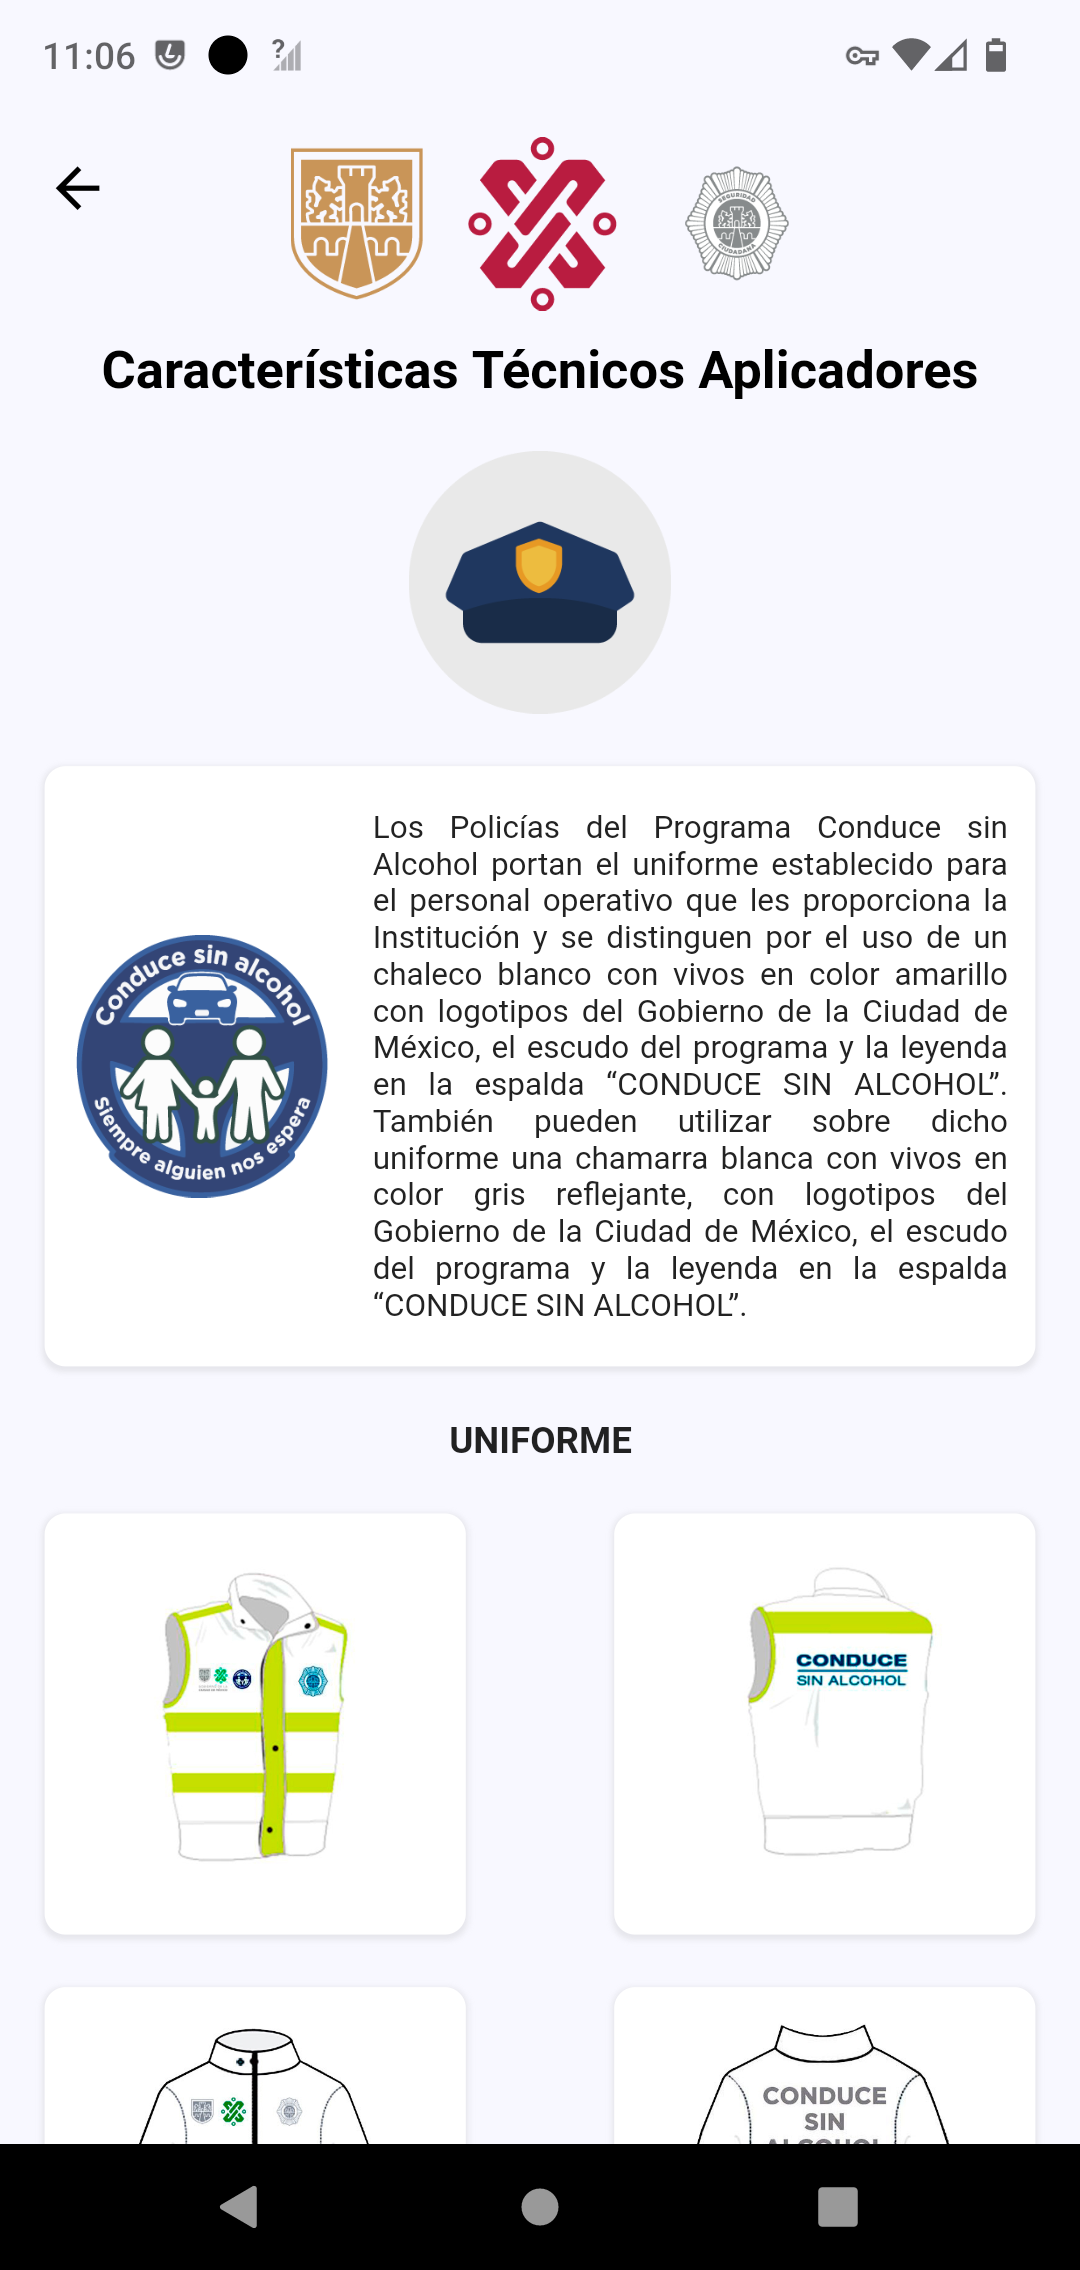 11:06
SEGURIDAD
CIUDADANA
Características Técnicos Aplicadores
Los Policías del Programa Conduce sin
Alcohol portan el uniforme establecido para
el personal operativo que les proporciona la
Institución y se distinguen por el uso de un
chaleco blanco con vivos en color amarillo
con logotipos del Gobierno de la Ciudad de
México, el escudo del programa y la leyenda
en la espalda “CONDUCE SIN ALCOHOL”.
También pueden utilizar sobre dicho
uniforme una chamarra blanca con vivos en
color gris reflejante, con logotipos del
Gobierno de la Ciudad de México, el escudo
del programa y la leyenda en la espalda
“CONDUCE SIN ALCOHOL”.
Conduce sin alcohol
Siempre alguien nos espera
UNIFORME
CONDUCE
SIN ALCOHOL
CONDUCE
SIN
ALCOHOL